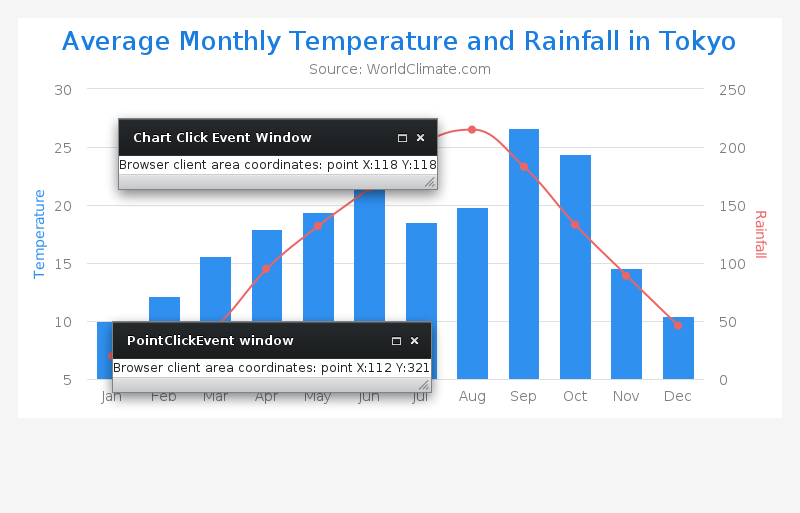 Average Monthly Temperature and Rainfall in Tokyo
Source: WorldClimate.com
30
250
25
200
20
150
15
100
10
50
5
0
Temperature
Rainfall
Chart Click Event Window
Browser client area coordinates: point X:118 Y:118
PointClickEvent window
Browser client area coordinates: point X:112 Y:321
Jan Feb Mar Apr May Jun Jul Aug Sep Oct Nov Dec